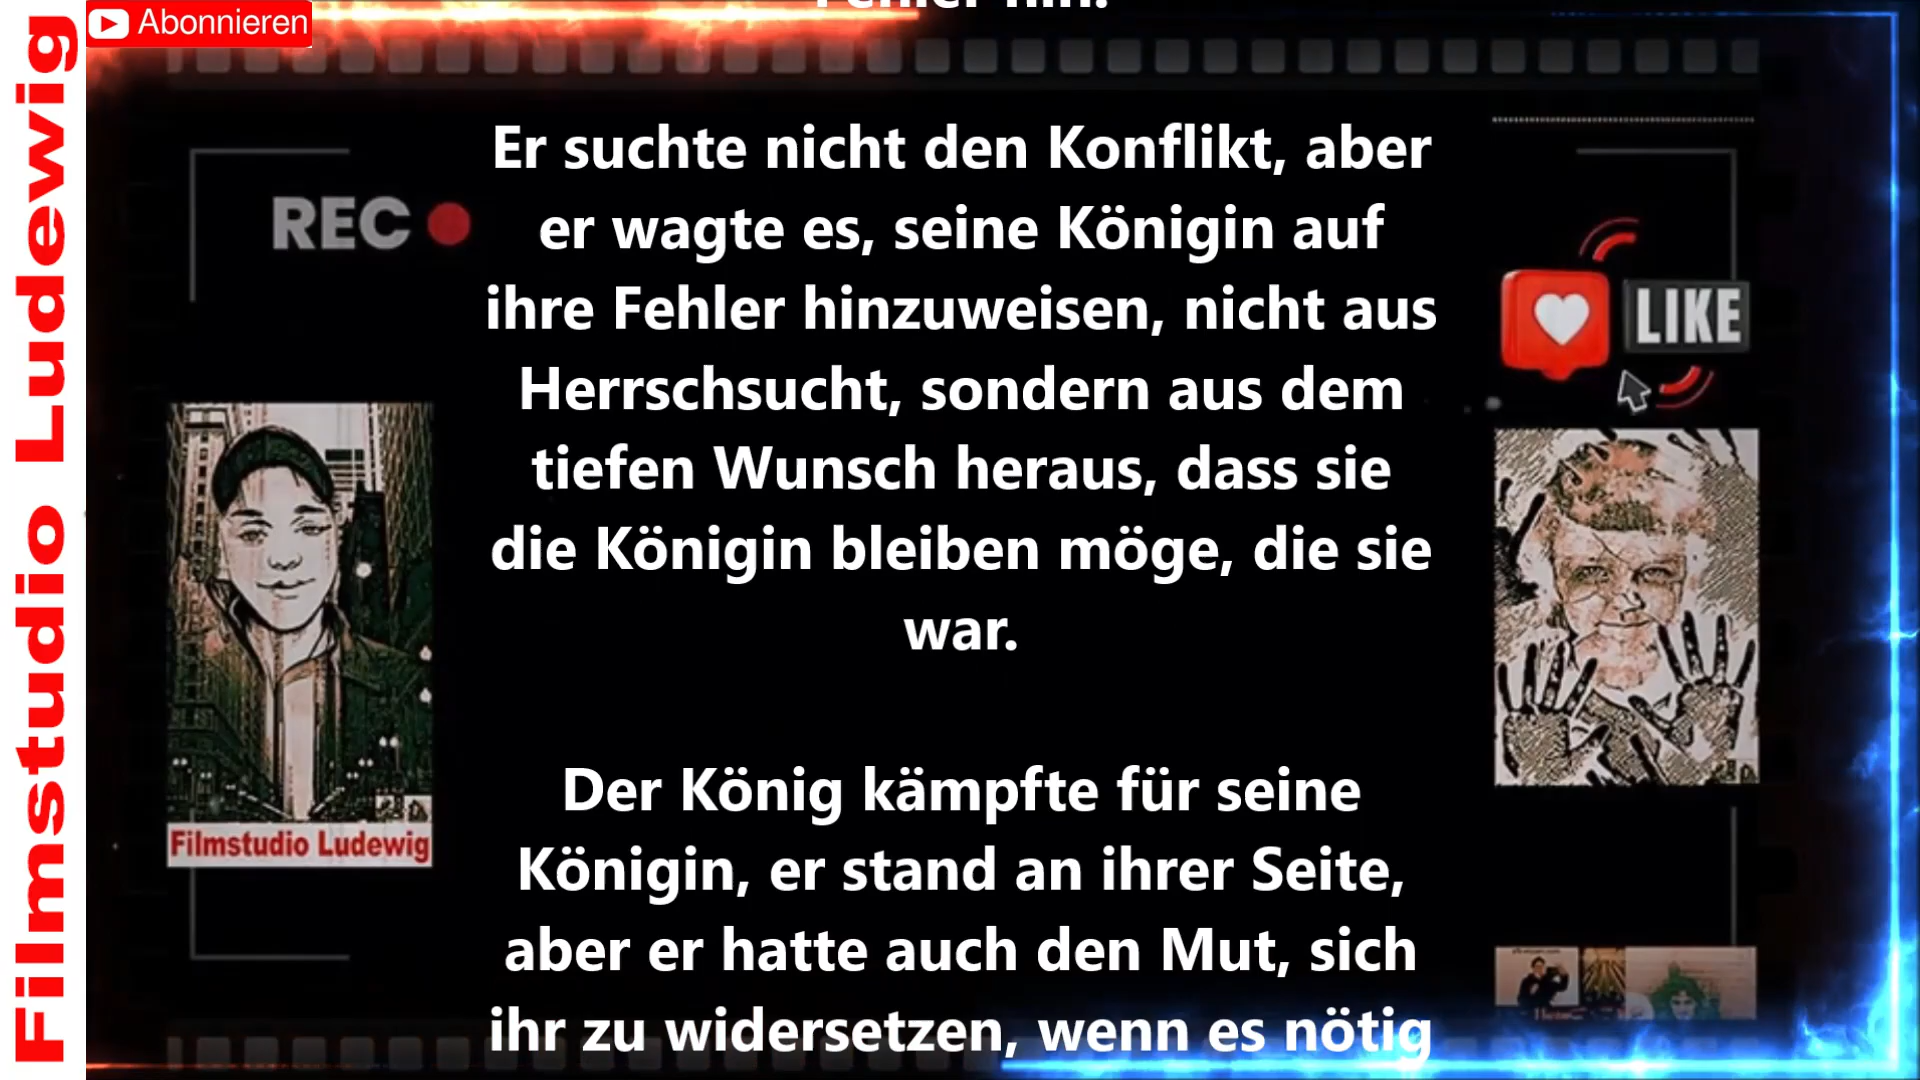 Abonnieren
Filmstudio Ludewig
Fehler hin.
REC
Er suchte nicht den Konflikt, aber
er wagte es, seine Königin auf
ihre Fehler hinzuweisen, nicht aus
Herrschsucht, sondern aus dem
tiefen Wunsch heraus, dass sie
die Königin bleiben möge, die sie
war.
LIKE
Filmstudio Ludewig
Der König kämpfte für seine
Königin, er stand an ihrer Seite,
aber er hatte auch den Mut, sich
ihr zu widersetzen, wenn es nötig